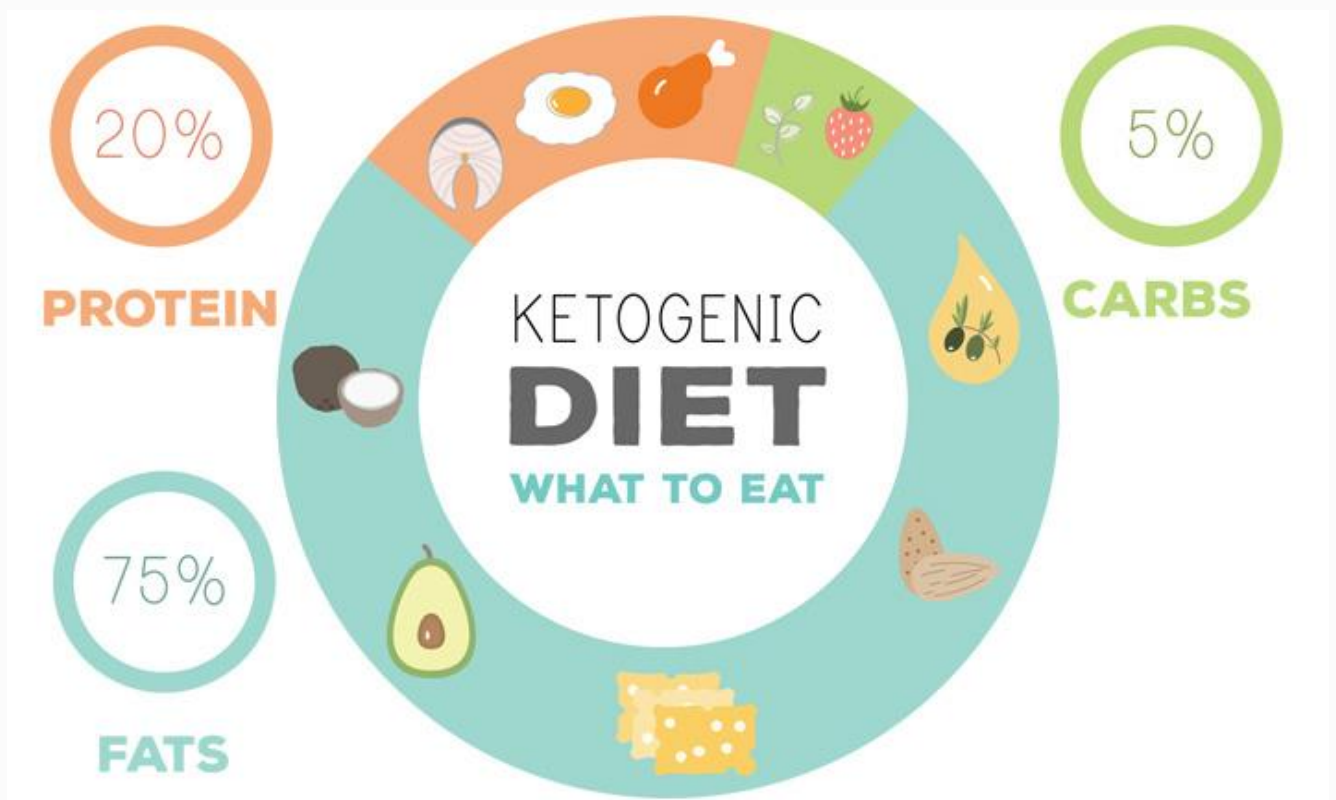 20%
PROTEIN
5%
CARBS
KETOGENIC
DIET
WHAT TO EAT
75%
FATS